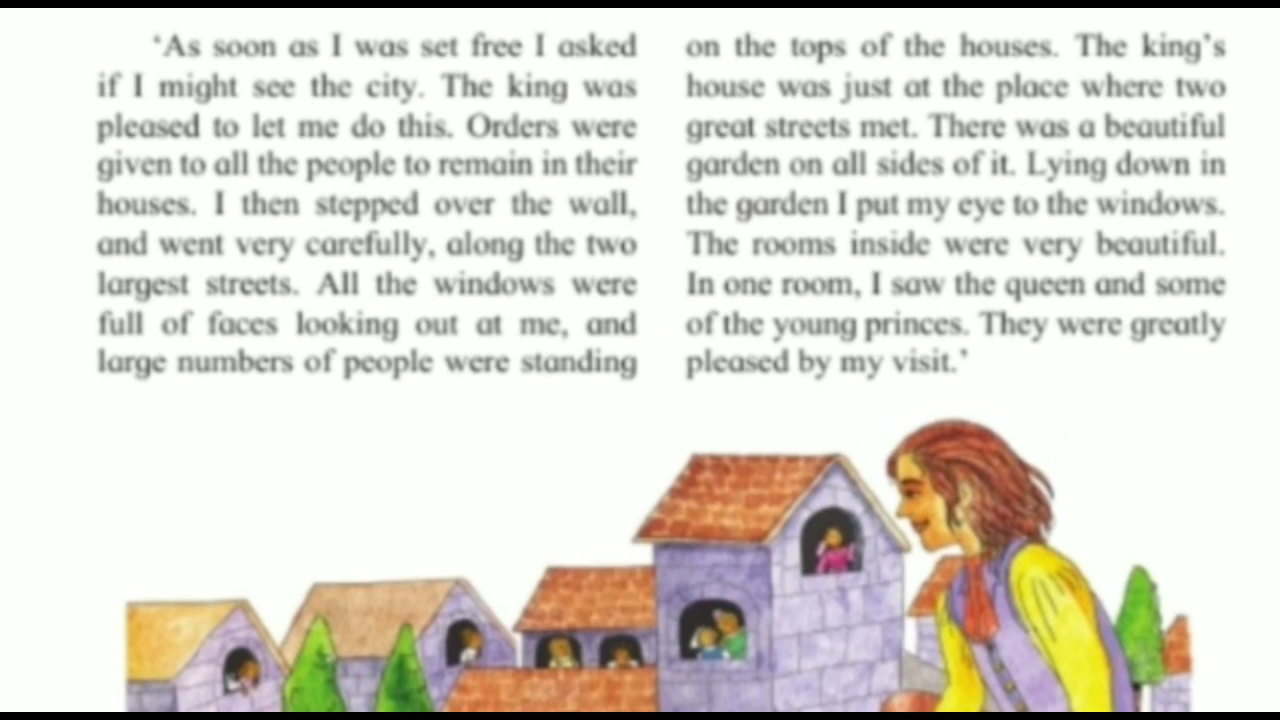 ‘As soon as I was set free I asked
if I might see the city. The king was
pleased to let me do this. Orders were
given to all the people to remain in their
houses. I then stepped over the wall,
and went very carefully, along the two
largest streets. All the windows were
full of faces looking out at me, and
large numbers of people were standing
on the tops of the houses. The king’s
house was just at the place where two
great streets met. There was a beautiful
garden on all sides of it. Lying down in
the garden I put my eye to the windows.
The rooms inside were very beautiful.
In one room, I saw the queen and some
of the young princes. They were greatly
pleased by my visit.’